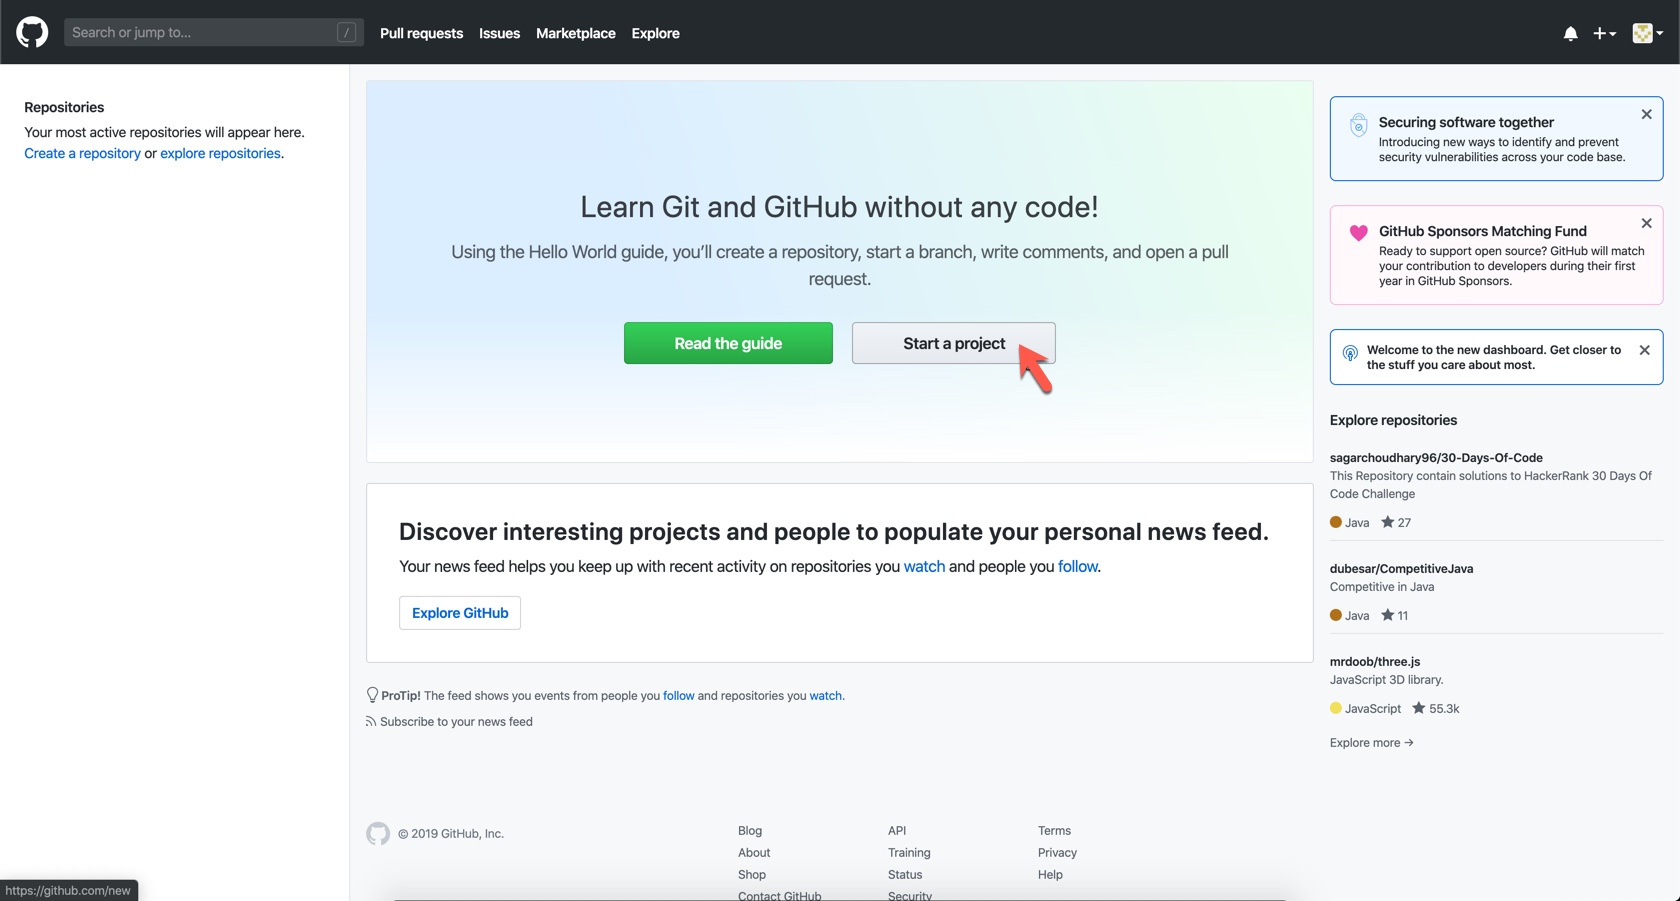 Search or jump to...
/
Pull requests
Issues
Marketplace
Explore
Repositories
Your most active repositories will appear here.
Create a repository or explore repositories.
Learn Git and GitHub without any code!
Using the Hello World guide, you’ll create a repository, start a branch, write comments, and open a pull
request.
Read the guide
Start a project
Discover interesting projects and people to populate your personal news feed.
Your news feed helps you keep up with recent activity on repositories you watch and people you follow.
Explore GitHub
ProTip! The feed shows you events from people you follow and repositories you watch.
Subscribe to your news feed
Securing software together
Introducing new ways to identify and prevent
security vulnerabilities across your code base.
GitHub Sponsors Matching Fund
Ready to support open source? GitHub will match
your contribution to developers during their first
year in GitHub Sponsors.
Welcome to the new dashboard. Get closer to
the stuff you care about most.
Explore repositories
sagarchoudhary96/30-Days-Of-Code
This Repository contain solutions to HackerRank 30 Days Of
Code Challenge
Java 27
dubesar/CompetitiveJava
Competitive in Java
Java 11
mrdoob/three.js
JavaScript 3D library.
JavaScript 55.3k
Explore more →
© 2019 GitHub, Inc.
Blog
About
Shop
Contact GitHub
API
Training
Status
Security
Terms
Privacy
Help
https://github.com/new